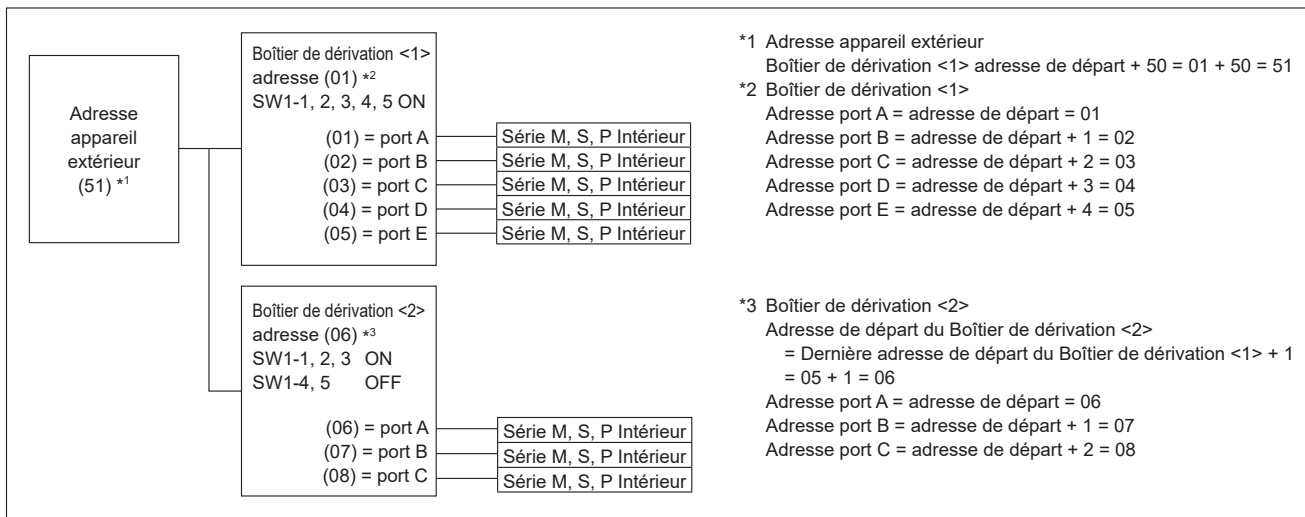 Adresse
appareil
extérieur
(51) *1
Boîtier de dérivation <1>
adresse (01) *2
SW1-1, 2, 3, 4, 5 ON
(01) = port A
Série M, S, P Intérieur
(02) = port B
Série M, S, P Intérieur
(03) = port C
Série M, S, P Intérieur
(04) = port D
Série M, S, P Intérieur
(05) = port E
Série M, S, P Intérieur
Boîtier de dérivation <2>
adresse (06) *3
SW1-1, 2, 3 ON
SW1-4, 5 OFF
(06) = port A
Série M, S, P Intérieur
(07) = port B
Série M, S, P Intérieur
(08) = port C
Série M, S, P Intérieur
*1 Adresse appareil extérieur
Boîtier de dérivation <1> adresse de départ + 50 = 01 + 50 = 51
*2 Boîtier de dérivation <1>
Adresse port A = adresse de départ = 01
Adresse port B = adresse de départ + 1 = 02
Adresse port C = adresse de départ + 2 = 03
Adresse port D = adresse de départ + 3 = 04
Adresse port E = adresse de départ + 4 = 05
*3 Boîtier de dérivation <2>
Adresse de départ du Boîtier de dérivation <2>
= Dernière adresse de départ du Boîtier de dérivation <1> + 1
= 05 + 1 = 06
Adresse port A = adresse de départ = 06
Adresse port B = adresse de départ + 1 = 07
Adresse port C = adresse de départ + 2 = 08